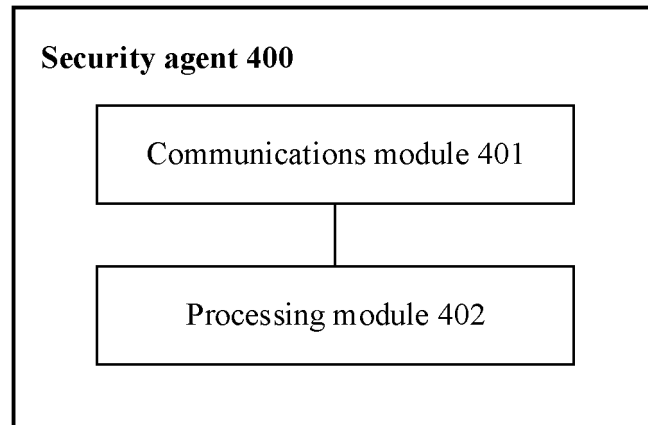 Security agent 400
Communications module 401
Processing module 402